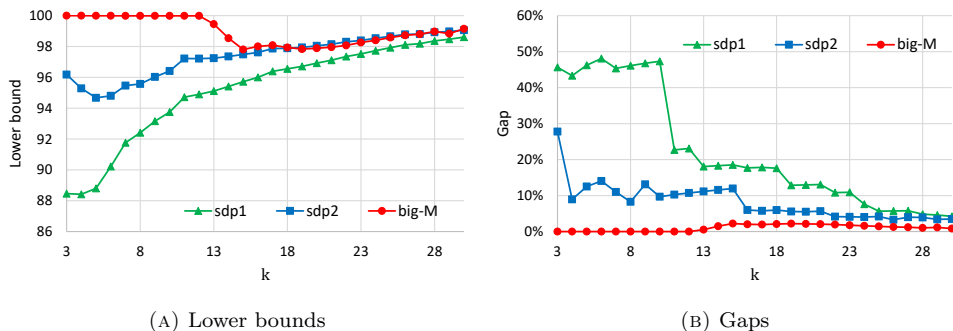 100
98
96
94
92
90
88
86
Lower bound
sdp1 sdp2 big-M
3 8 13 18 23 28
k
(A) Lower bounds
60%
50%
40%
30%
20%
10%
0%
Gap
sdp1 sdp2 big-M
3 8 13 18 23 28
k
(B) Gaps